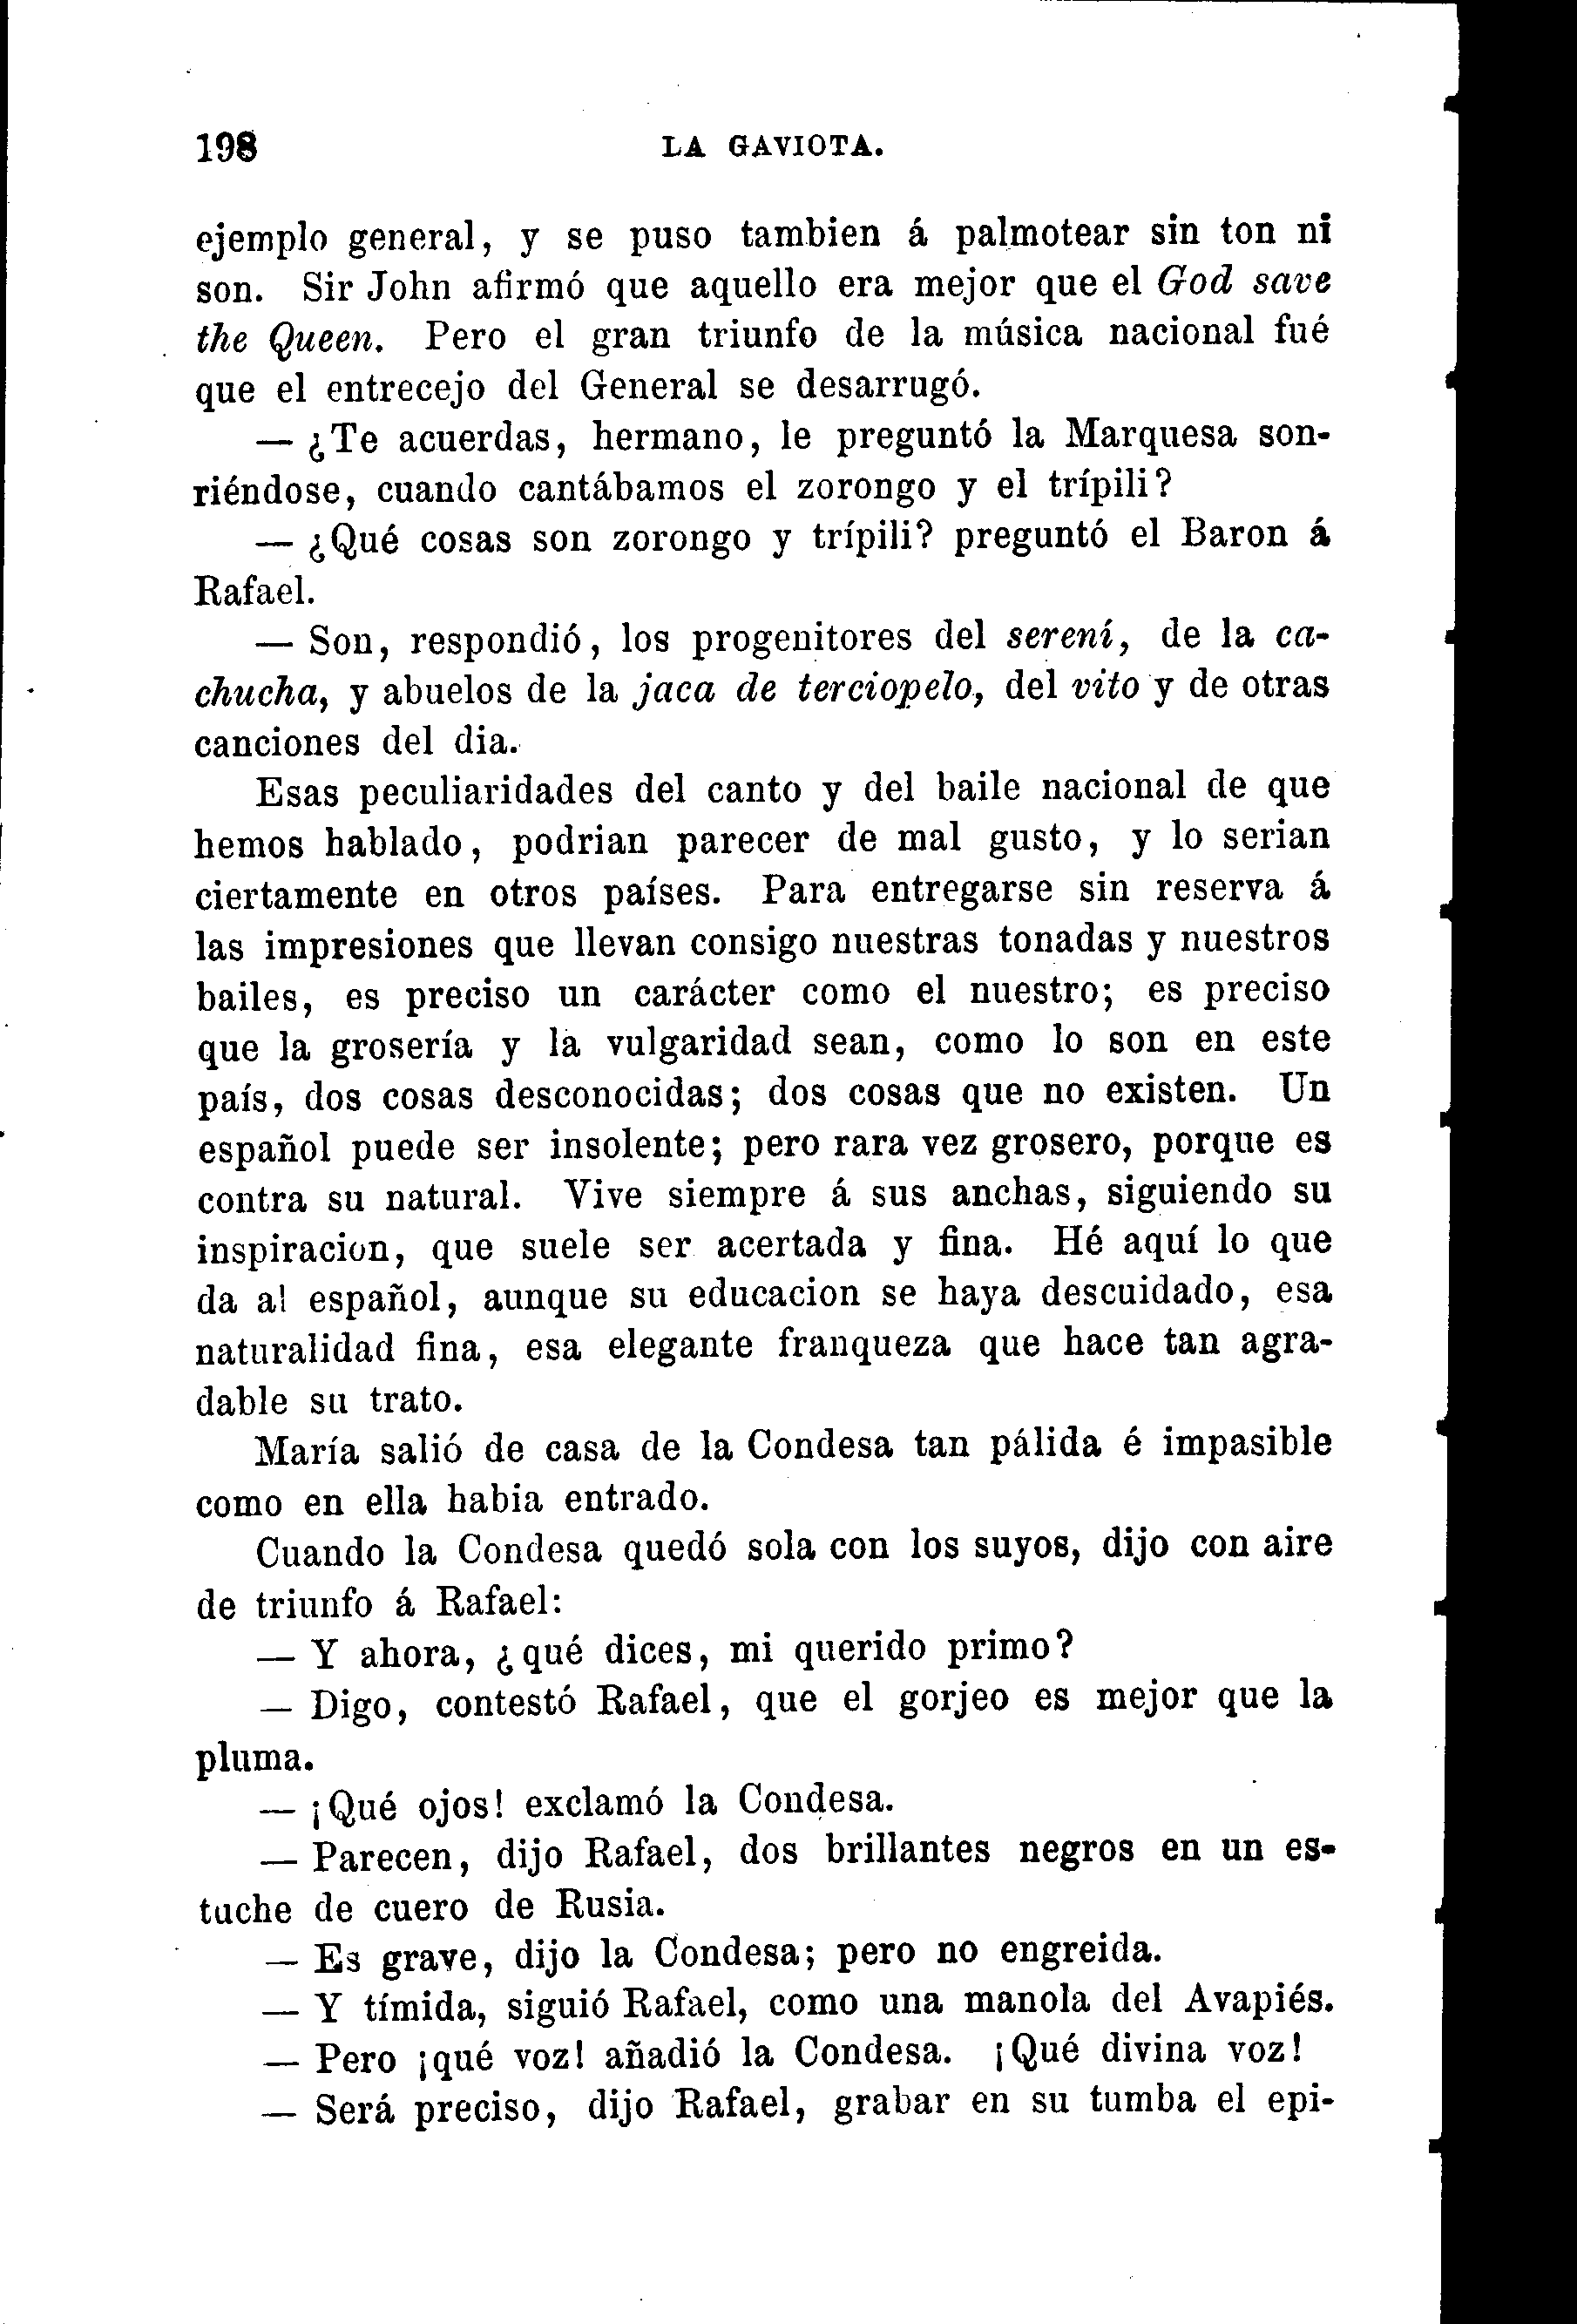 198 LA GAVIOTA.
ejemplo general, y se puso tambien á palmotear sin ton ni
son. Sir John afirmó que aquello era mejor que el God save
the Queen. Pero el gran triunfo de la música nacional fué
que el entrecejo del General se desarrugó.
— ¿Te acuerdas, hermano, le preguntó la Marquesa son-
riéndose, cuando cantábamos el zorongo y el trípili?
— ¿Qué cosas son zorongo y trípili? preguntó el Baron á
Rafael.
— Son, respondió, los progenitores del serení, de la ca-
chucha, y abuelos de la jaca de terciopelo, del vito y de otras
canciones del dia.
Esas peculiaridades del canto y del baile nacional de que
hemos hablado, podrian parecer de mal gusto, y lo serian
ciertamente en otros países. Para entregarse sin reserva á
las impresiones que llevan consigo nuestras tonadas y nuestros
bailes, es preciso un carácter como el nuestro; es preciso
que la grosería y la vulgaridad sean, como lo son en este
país, dos cosas desconocidas; dos cosas que no existen. Un
español puede ser insolente; pero rara vez grosero, porque es
contra su natural. Vive siempre á sus anchas, siguiendo su
inspiracion, que suele ser acertada y fina. Hé aquí lo que
da al español, aunque su educacion se haya descuidado, esa
naturalidad fina, esa elegante franqueza que hace tan agra-
dable su trato.
María salió de casa de la Condesa tan pálida é impasible
como en ella habia entrado.
Cuando la Condesa quedó sola con los suyos, dijo con aire
de triunfo á Rafael:
— Y ahora, ¿qué dices, mi querido primo?
— Digo, contestó Rafael, que el gorjeo es mejor que la
pluma.
— ¡Qué ojos! exclamó la Condesa.
— Parecen, dijo Rafael, dos brillantes negros en un es-
tuche de cuero de Rusia.
— Es grave, dijo la Condesa; pero no engreida.
— Y tímida, siguió Rafael, como una manola del Avapiés.
— Pero ¡qué voz! añadió la Condesa. ¡Qué divina voz!
— Será preciso, dijo Rafael, grabar en su tumba el epi-